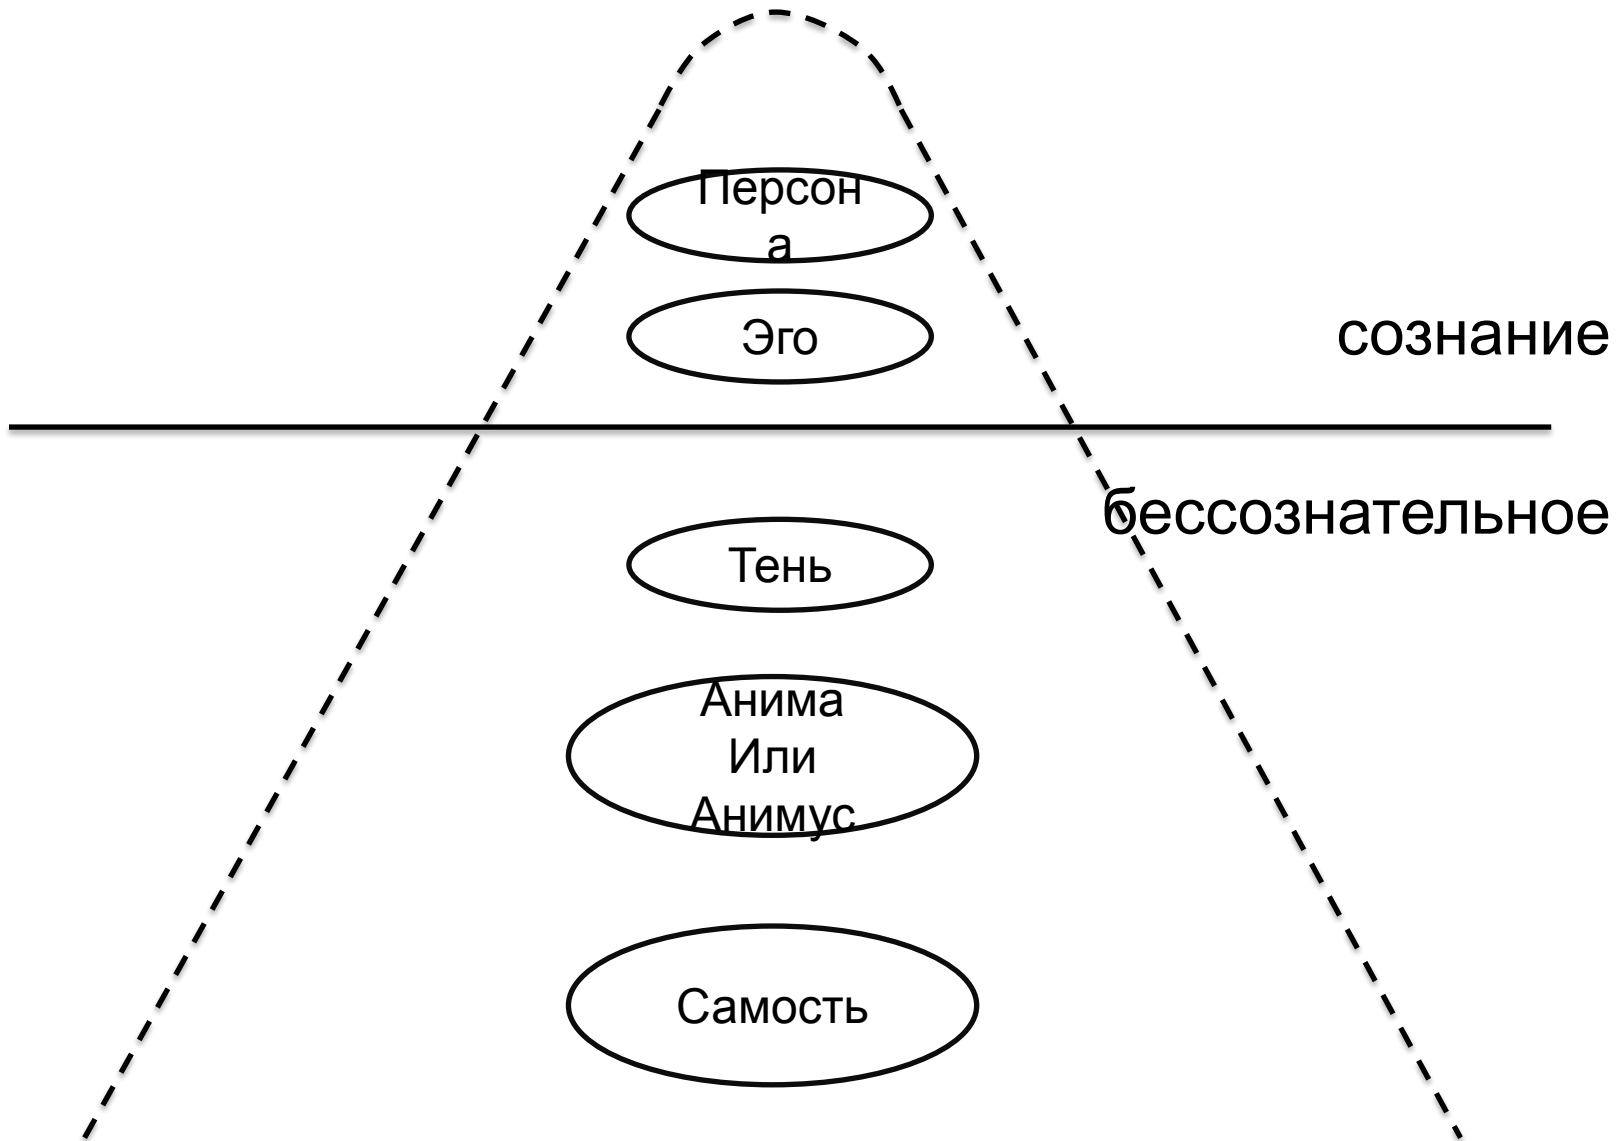 Персон
а
Эго
сознание
бессознательное
Тень
Анима
Или
Анимус
Самость